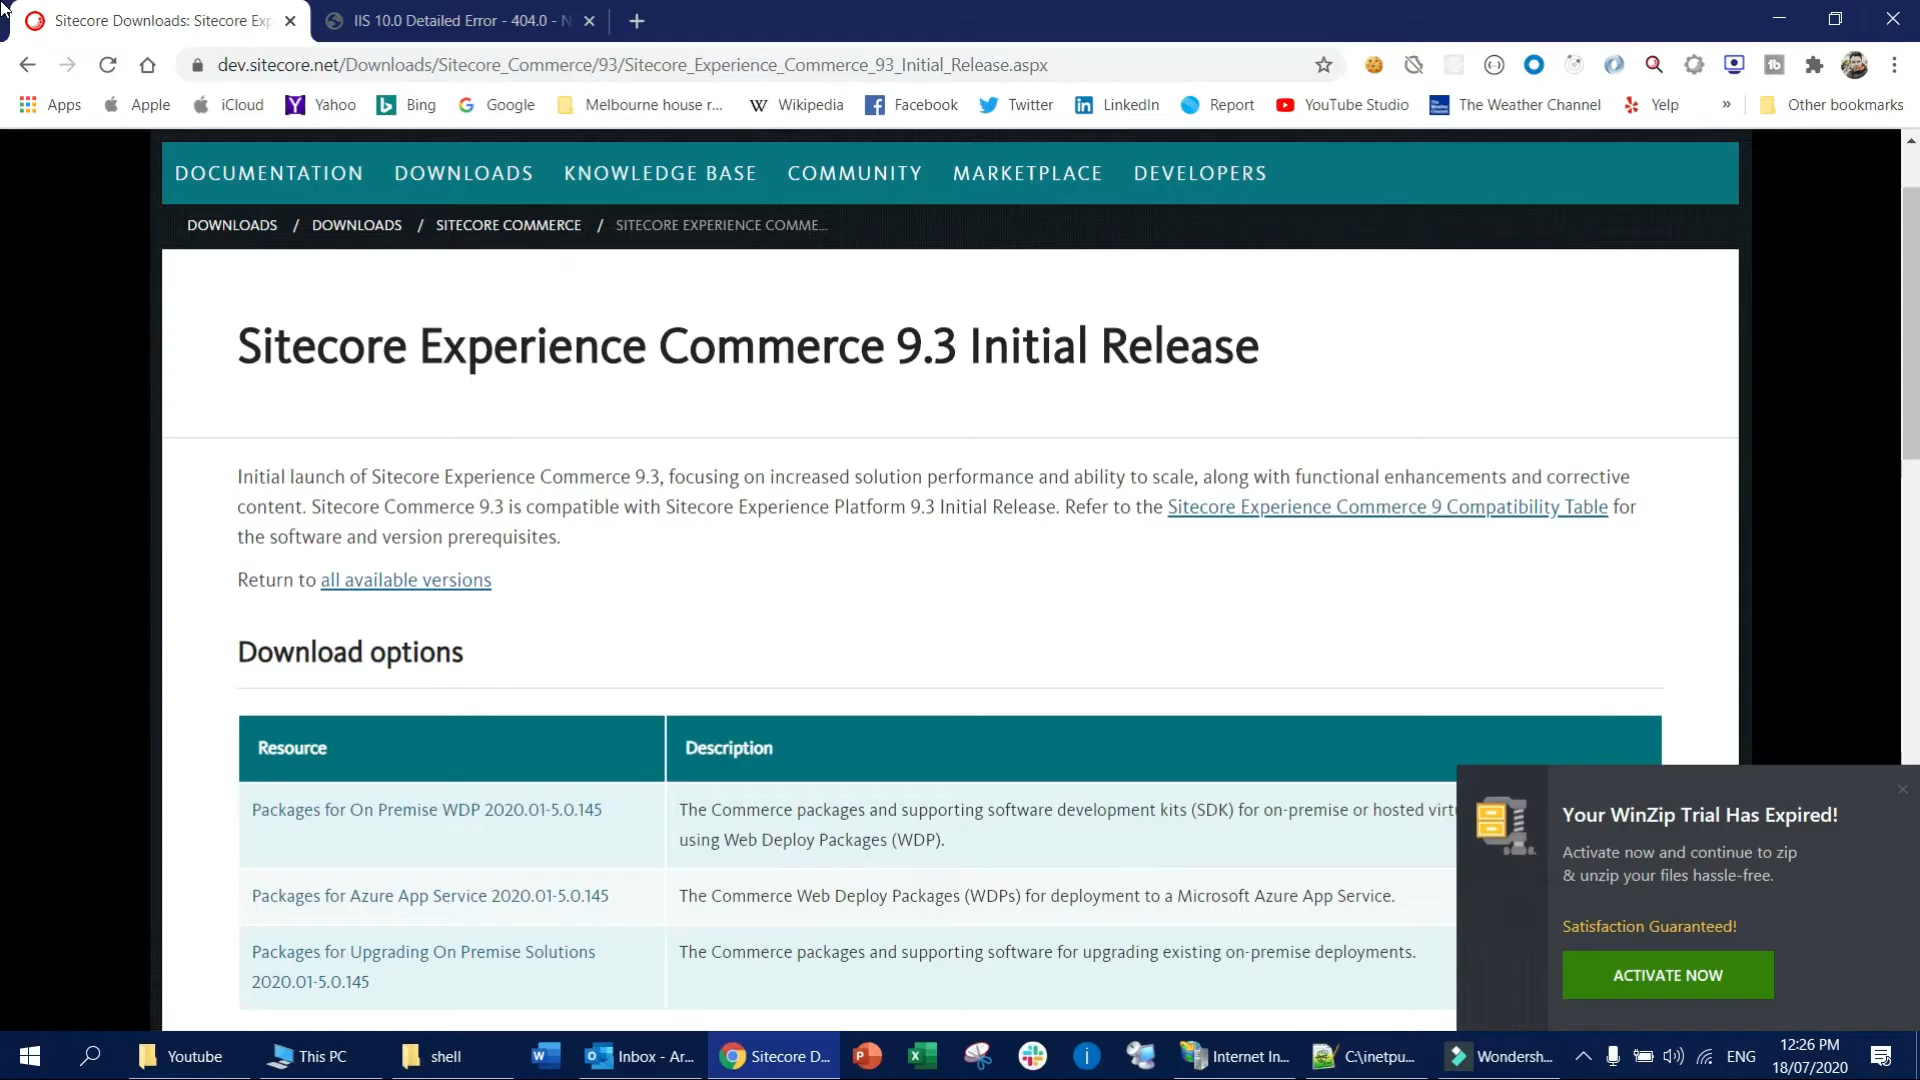 Sitecore Downloads: Sitecore Exp
IIS 10.0 Detailed Error - 404.0 - N
dev.sitecore.net/Downloads/Sitecore_Commerce/93/Sitecore_Experience_Commerce_93_Initial_Release.aspx
Apps Apple iCloud Yahoo Bing Google Melbourne house r... Wikipedia Facebook Twitter LinkedIn Report YouTube Studio The Weather Channel Yelp » Other bookmarks
DOCUMENTATION DOWNLOADS KNOWLEDGE BASE COMMUNITY MARKETPLACE DEVELOPERS
DOWNLOADS / DOWNLOADS / SITECORE COMMERCE / SITECORE EXPERIENCE COMME...
Sitecore Experience Commerce 9.3 Initial Release
Initial launch of Sitecore Experience Commerce 9.3, focusing on increased solution performance and ability to scale, along with functional enhancements and corrective
content. Sitecore Commerce 9.3 is compatible with Sitecore Experience Platform 9.3 Initial Release. Refer to the Sitecore Experience Commerce 9 Compatibility Table for
the software and version prerequisites.
Return to all available versions
Download options
Resource Description
Packages for On Premise WDP 2020.01-5.0.145
The Commerce packages and supporting software development kits (SDK) for on-premise or hosted virtu
using Web Deploy Packages (WDP).
Packages for Azure App Service 2020.01-5.0.145
The Commerce Web Deploy Packages (WDPs) for deployment to a Microsoft Azure App Service.
Packages for Upgrading On Premise Solutions
2020.01-5.0.145
The Commerce packages and supporting software for upgrading existing on-premise deployments.
Your WinZip Trial Has Expired!
Activate now and continue to zip
& unzip your files hassle-free.
Satisfaction Guaranteed!
ACTIVATE NOW
Youtube This PC shell Inbox - Ar... Sitecore D... Internet In... C:\inetpu... Wondersh... ENG
12:26 PM
18/07/2020